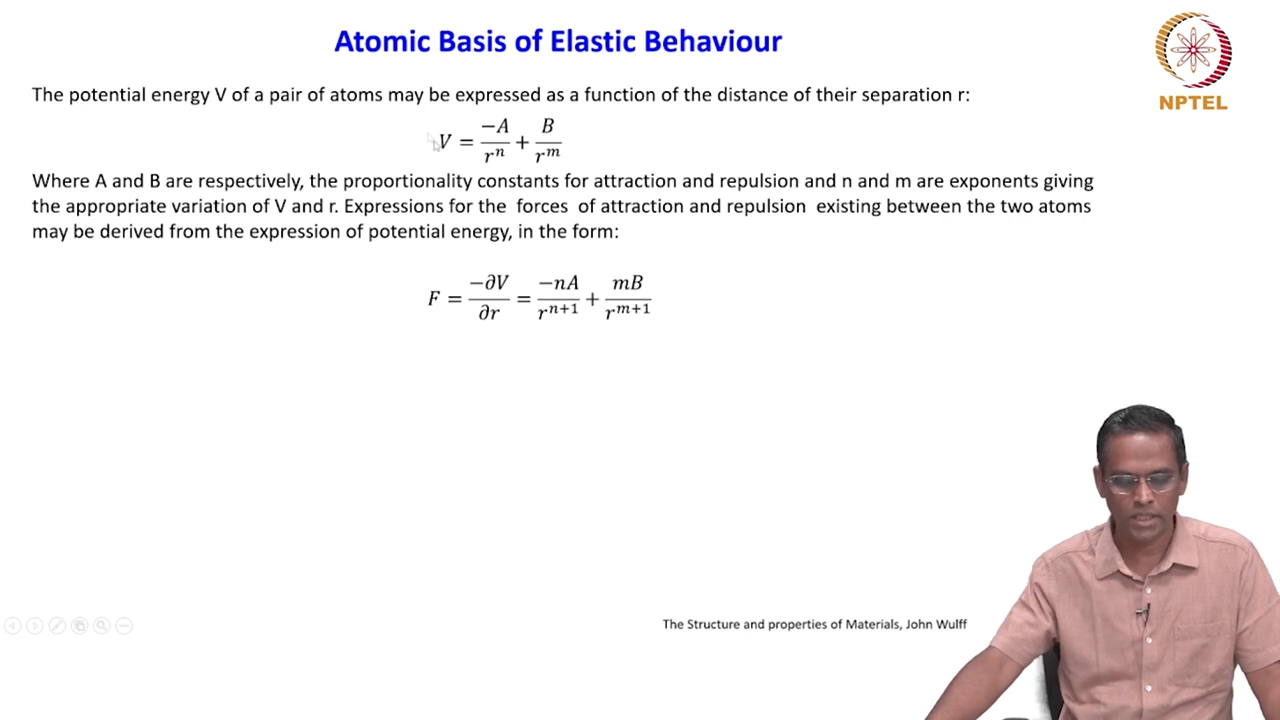 Atomic Basis of Elastic Behaviour
NPTEL
The potential energy V of a pair of atoms may be expressed as a function of the distance of their separation r:
V = −A/rⁿ + B/rᵐ
Where A and B are respectively, the proportionality constants for attraction and repulsion and n and m are exponents giving
the appropriate variation of V and r. Expressions for the forces of attraction and repulsion existing between the two atoms
may be derived from the expression of potential energy, in the form:
F = −∂V/∂r = −nA/rⁿ⁺¹ + mB/rᵐ⁺¹
The Structure and properties of Materials, John Wulff